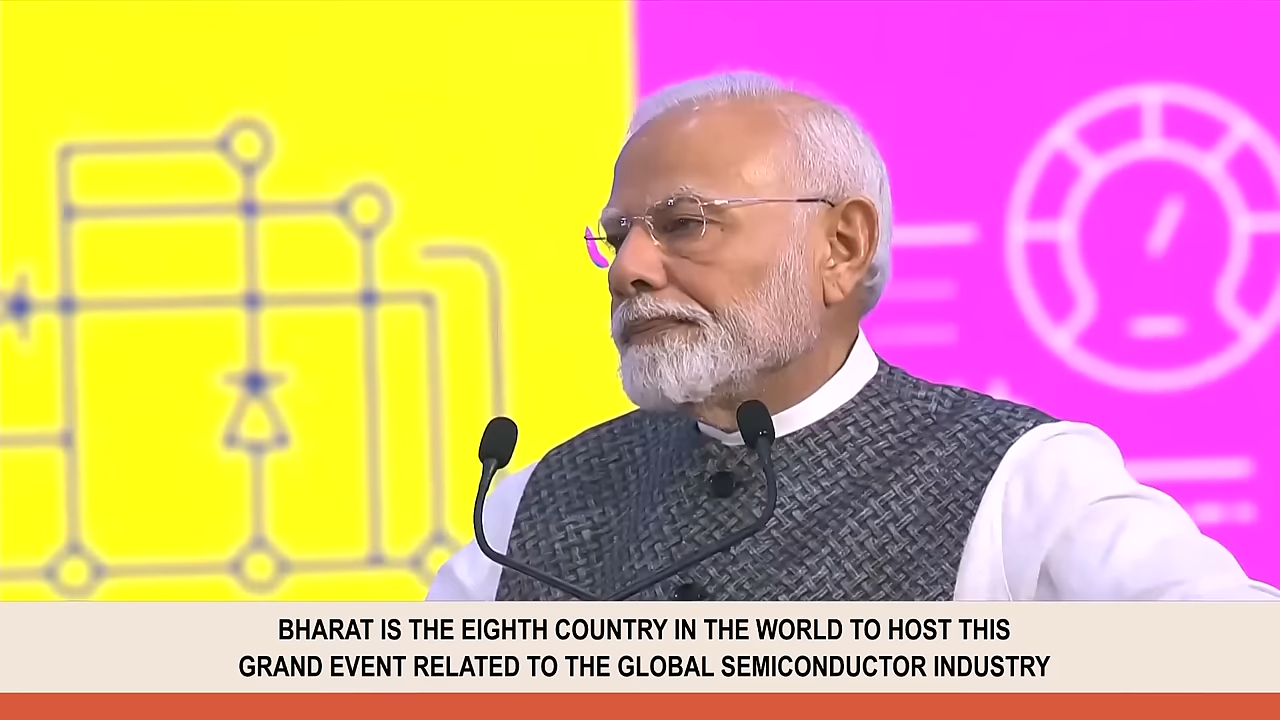 BHARAT IS THE EIGHTH COUNTRY IN THE WORLD TO HOST THIS
GRAND EVENT RELATED TO THE GLOBAL SEMICONDUCTOR INDUSTRY